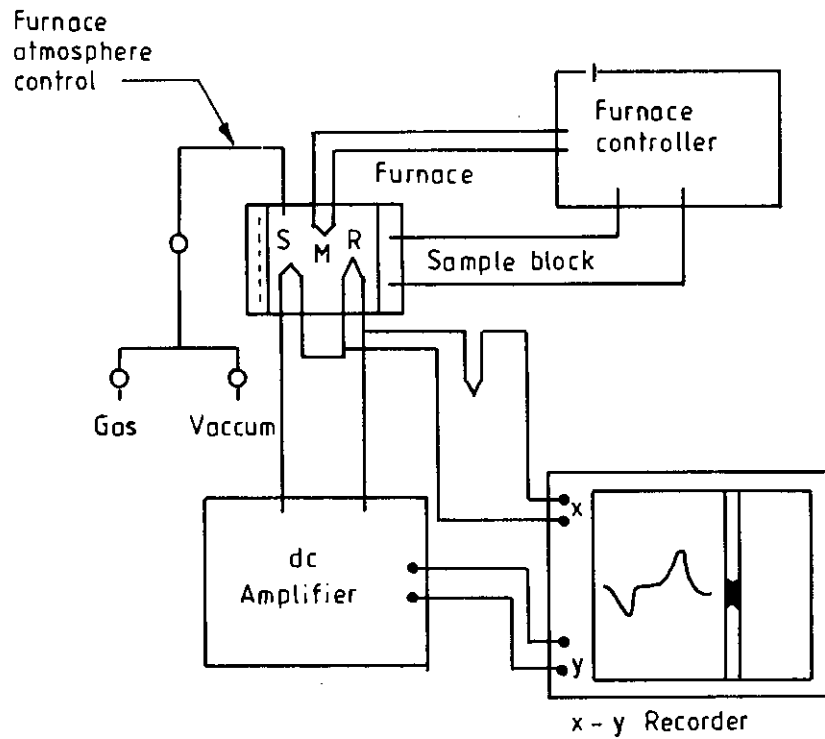 Furnace
atmosphere
control
Furnace
controller
Furnace
S
M
R
Sample block
Gas
Vaccum
dc
Amplifier
x
y
x - y Recorder